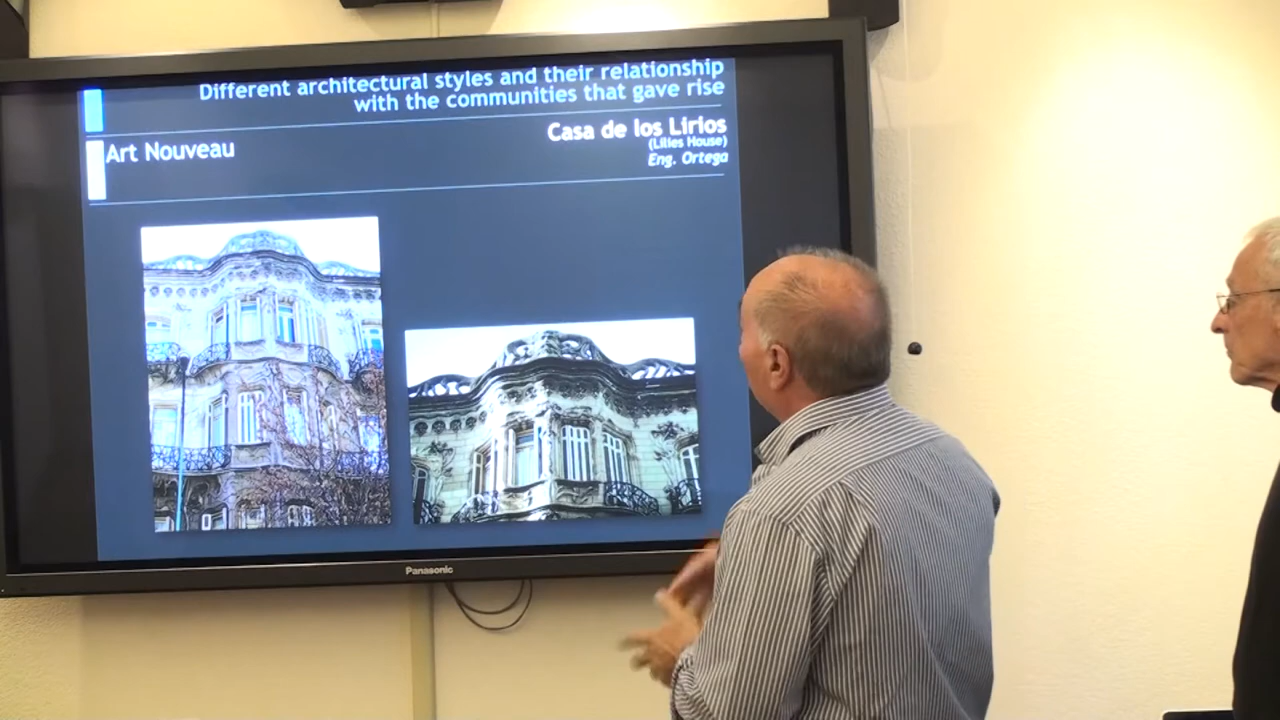 Different architectural styles and their relationship
with the communities that gave rise
Casa de los Lirios
(Lilies House)
Art Nouveau
Eng. Ortega
Panasonic